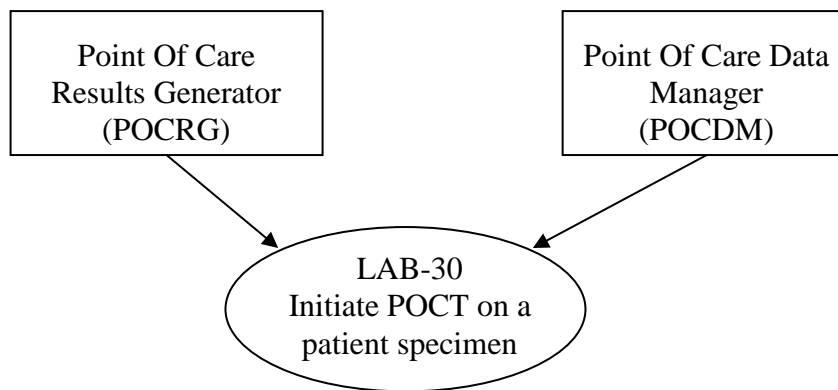 Point Of Care
Results Generator
(POCRG)
Point Of Care Data
Manager
(POCDM)
LAB-30
Initiate POCT on a
patient specimen